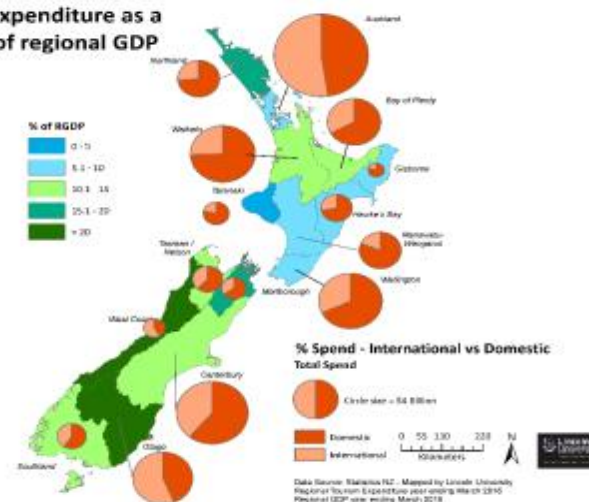 xpenditure as a
of regional GDP
Auckland
Northland
Bay of Plenty
% of RGDP
Waikato
0 - 5
5.1 - 10
Gisborne
10.1 15
Taranaki
15.1 - 20
> 20
Hawke's Bay
Manawatu-
Wanganui
Tasman /
Nelson
Marlborough
Wellington
West Coast
% Spend - International vs Domestic
Total Spend
Canterbury
Circle size = $4 Billion
Domestic
International
0 55 110 220
Kilometers
N
Otago
Southland
Data Source: Statistics NZ - Mapped by Lincoln University
Regional Tourism Expenditure year ending March 2016
Regional GDP year ending March 2016